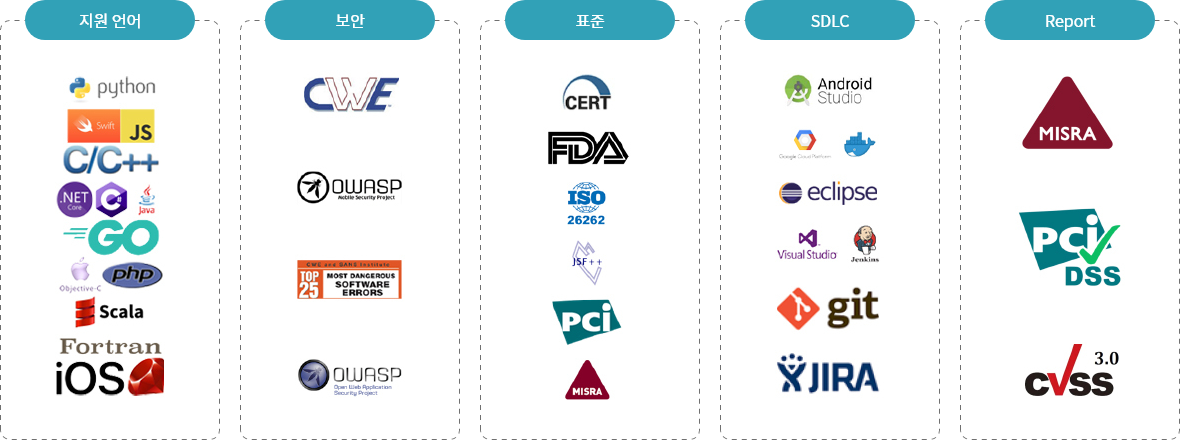 지원 언어
python
Swift
JS
C/C++
.NET
Core
C#
Java
GO
Objective-C
php
Scala
Fortran
iOS
보안
CWE
OWASP
Mobile Security Project
CWE and SANS Institute
TOP 25
MOST DANGEROUS
SOFTWARE
ERRORS
OWASP
Open Web Application
Security Project
표준
CERT
FDA
ISO
26262
JSF++
PCi
MISRA
SDLC
Android
Studio
Google Cloud Platform
eclipse
Visual Studio
Jenkins
git
JIRA
Report
MISRA
PCi
DSS
CVSS 3.0